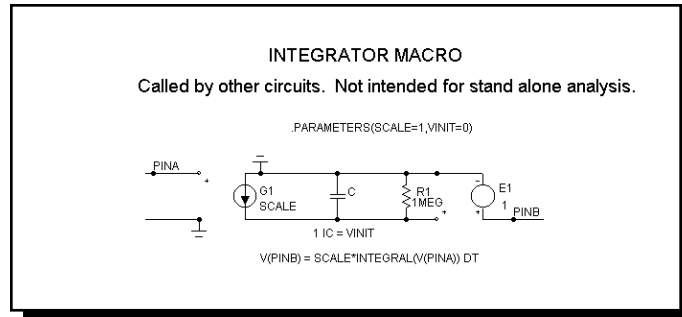 INTEGRATOR MACRO
Called by other circuits. Not intended for stand alone analysis.
.PARAMETERS(SCALE=1,VINIT=0)
PINA
+
G1
SCALE
C
R1
1MEG
+
-
E1
1
+
PINB
1 IC = VINIT
V(PINB) = SCALE*INTEGRAL(V(PINA)) DT